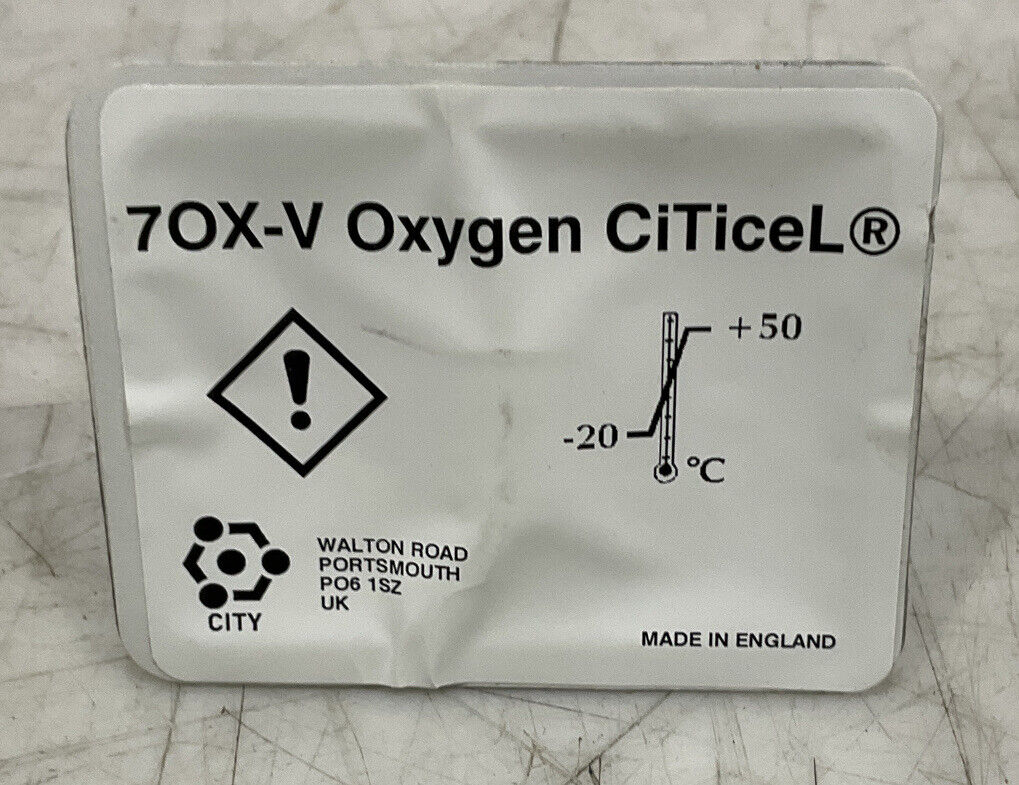 7OX-V Oxygen CiTiceL®
!
+50
-20
°C
WALTON ROAD
PORTSMOUTH
PO6 1SZ
UK
CITY
MADE IN ENGLAND